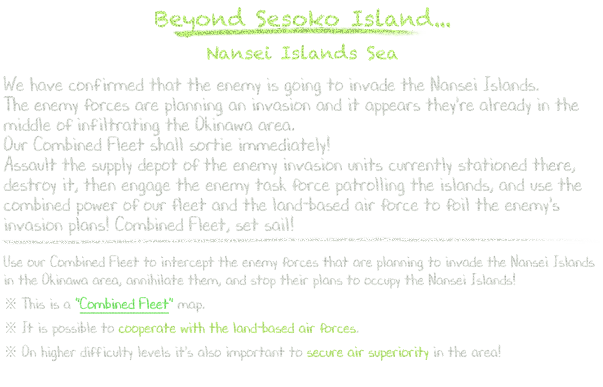 Beyond Sesoko Island...
Nansei Islands Sea
We have confirmed that the enemy is going to invade the Nansei Islands.
The enemy forces are planning an invasion and it appears they're already in the
middle of infiltrating the Okinawa area.
Our Combined Fleet shall sortie immediately!
Assault the supply depot of the enemy invasion units currently stationed there,
destroy it, then engage the enemy task force patrolling the islands, and use the
combined power of our fleet and the land-based air force to foil the enemy's
invasion plans! Combined Fleet, set sail!
Use our Combined Fleet to intercept the enemy forces that are planning to invade the Nansei Islands
in the Okinawa area, annihilate them, and stop their plans to occupy the Nansei Islands!
※ This is a "Combined Fleet" map.
※ It is possible to cooperate with the land-based air forces.
※ On higher difficulty levels it's also important to secure air superiority in the area!